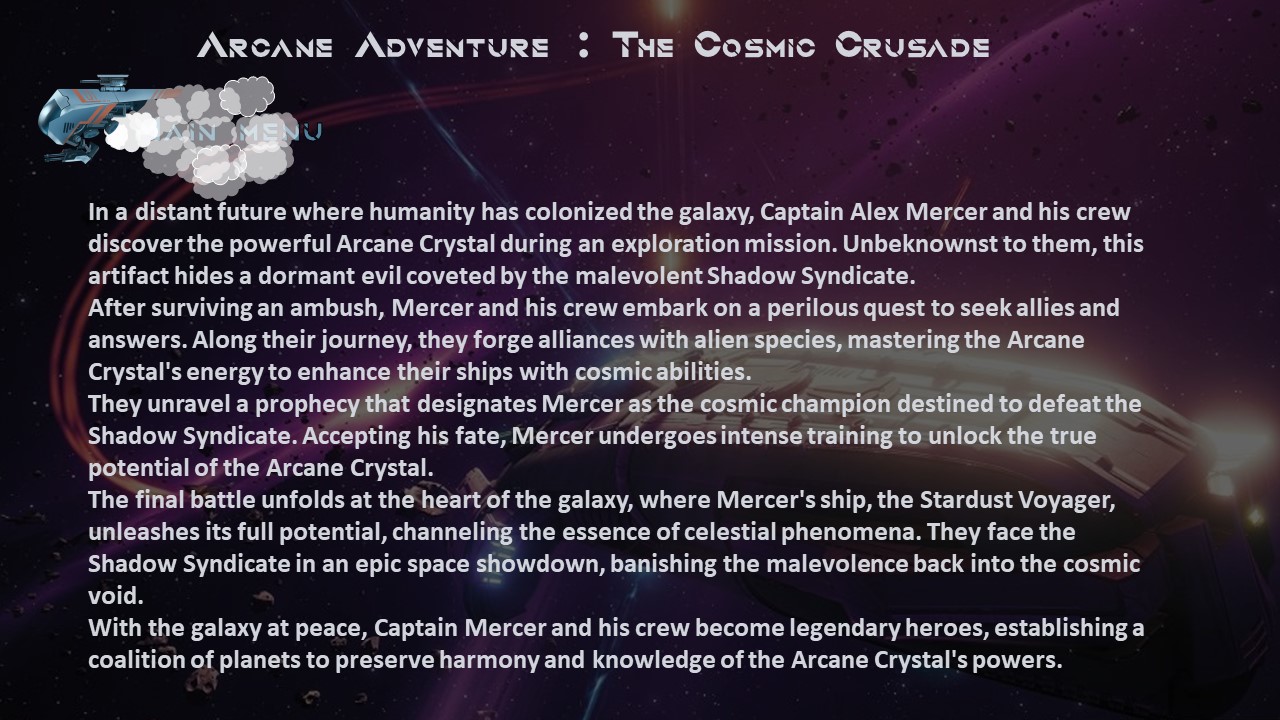 Arcane Adventure : The Cosmic Crusade
MENU
In a distant future where humanity has colonized the galaxy, Captain Alex Mercer and his crew
discover the powerful Arcane Crystal during an exploration mission. Unbeknownst to them, this
artifact hides a dormant evil coveted by the malevolent Shadow Syndicate.
After surviving an ambush, Mercer and his crew embark on a perilous quest to seek allies and
answers. Along their journey, they forge alliances with alien species, mastering the Arcane
Crystal's energy to enhance their ships with cosmic abilities.
They unravel a prophecy that designates Mercer as the cosmic champion destined to defeat the
Shadow Syndicate. Accepting his fate, Mercer undergoes intense training to unlock the true
potential of the Arcane Crystal.
The final battle unfolds at the heart of the galaxy, where Mercer's ship, the Stardust Voyager,
unleashes its full potential, channeling the essence of celestial phenomena. They face the
Shadow Syndicate in an epic space showdown, banishing the malevolence back into the cosmic
void.
With the galaxy at peace, Captain Mercer and his crew become legendary heroes, establishing a
coalition of planets to preserve harmony and knowledge of the Arcane Crystal's powers.